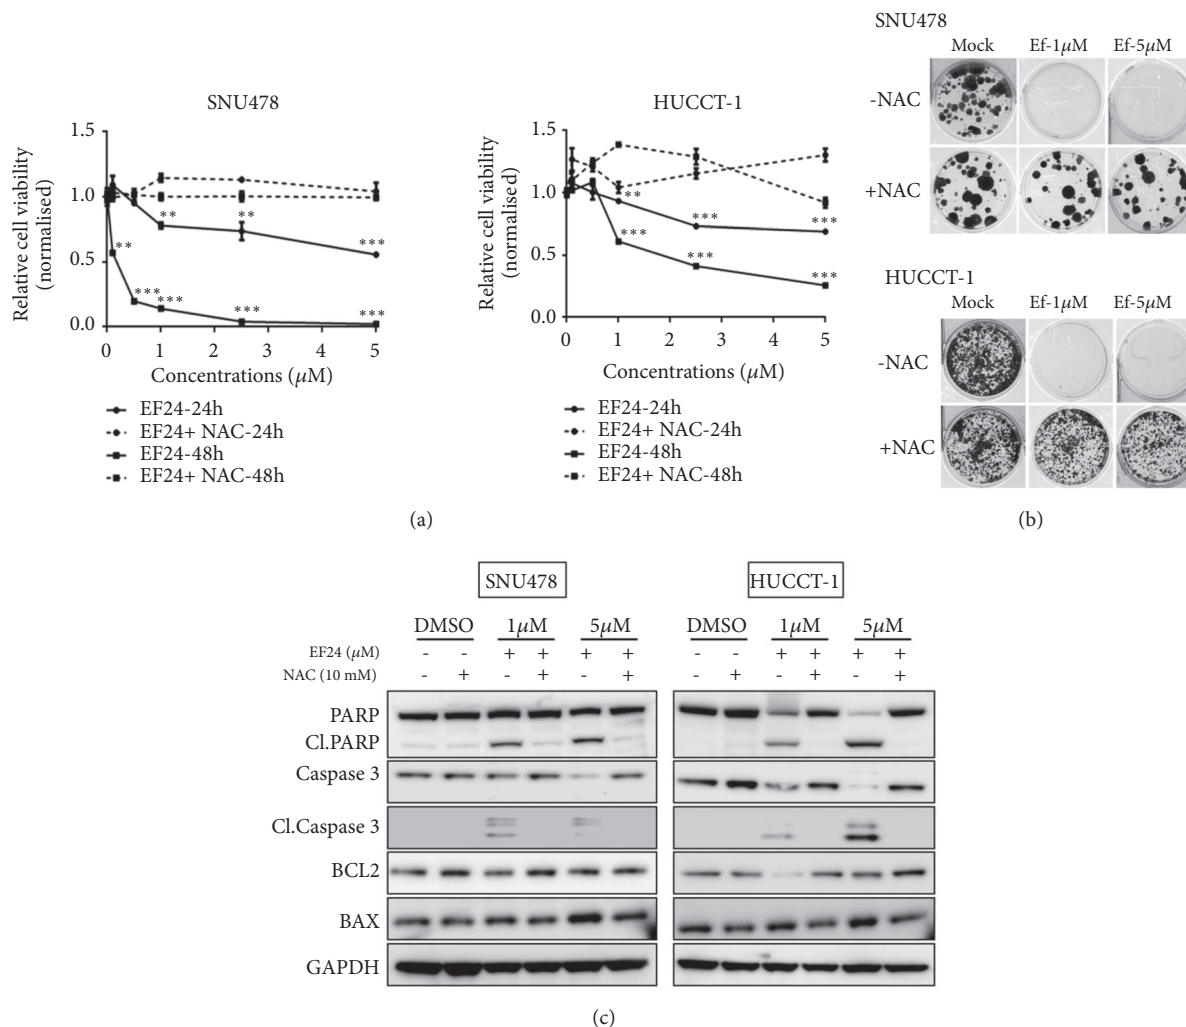 SNU478
Relative cell viability
(normalised)
1.5
1.0
0.5
0.0
**
**
**
***
***
***
***
***
0 1 2 3 4 5
Concentrations (μM)
EF24-24h
EF24+ NAC-24h
EF24-48h
EF24+ NAC-48h
HUCCT-1
Relative cell viability
(normalised)
1.5
1.0
0.5
0.0
**
***
***
***
***
***
0 1 2 3 4 5
Concentrations (μM)
EF24-24h
EF24+ NAC-24h
EF24-48h
EF24+ NAC-48h
(a)
SNU478
Mock Ef-1μM Ef-5μM
-NAC
+NAC
HUCCT-1
Mock Ef-1μM Ef-5μM
-NAC
+NAC
(b)
SNU478 HUCCT-1
DMSO 1μM 5μM DMSO 1μM 5μM
EF24 (μM) - - + + + + - - + + + +
NAC (10 mM) - + - + - + - + - + - +
PARP
Cl.PARP
Caspase 3
Cl.Caspase 3
BCL2
BAX
GAPDH
(c)